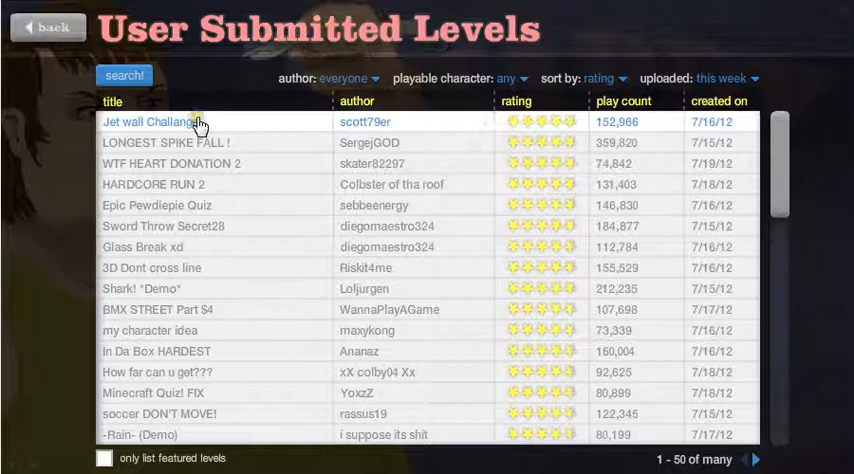 back User Submitted Levels
search! author: everyone playable character: any sort by: rating uploaded: this week
title author rating play count created on
Jet wall Challang scott79er 152,966 7/16/12
LONGEST SPIKE FALL ! SergejGOD 359,820 7/15/12
WTF HEART DONATION 2 skater82297 74,842 7/19/12
HARDCORE RUN 2 Colbster of tha roof 131,403 7/18/12
Epic Pewdiepie Quiz sebbeenergy 146,830 7/16/12
Sword Throw Secret28 diegomaestro324 184,877 7/15/12
Glass Break xd diegomaestro324 112,784 7/16/12
3D Dont cross line Riskit4me 155,529 7/16/12
Shark! *Demo* Loljurgen 212,235 7/15/12
BMX STREET Part $4 WannaPlayAGame 107,698 7/17/12
my character idea maxykong 73,339 7/16/12
In Da Box HARDEST Ananaz 160,004 7/16/12
How far can u get??? xX colby04 Xx 92,625 7/18/12
Minecraft Quiz! FIX YoxzZ 80,899 7/18/12
soccer DON'T MOVE! rassus19 122,345 7/15/12
-Rain- (Demo) i suppose its shit 80,199 7/17/12
only list featured levels 1 - 50 of many